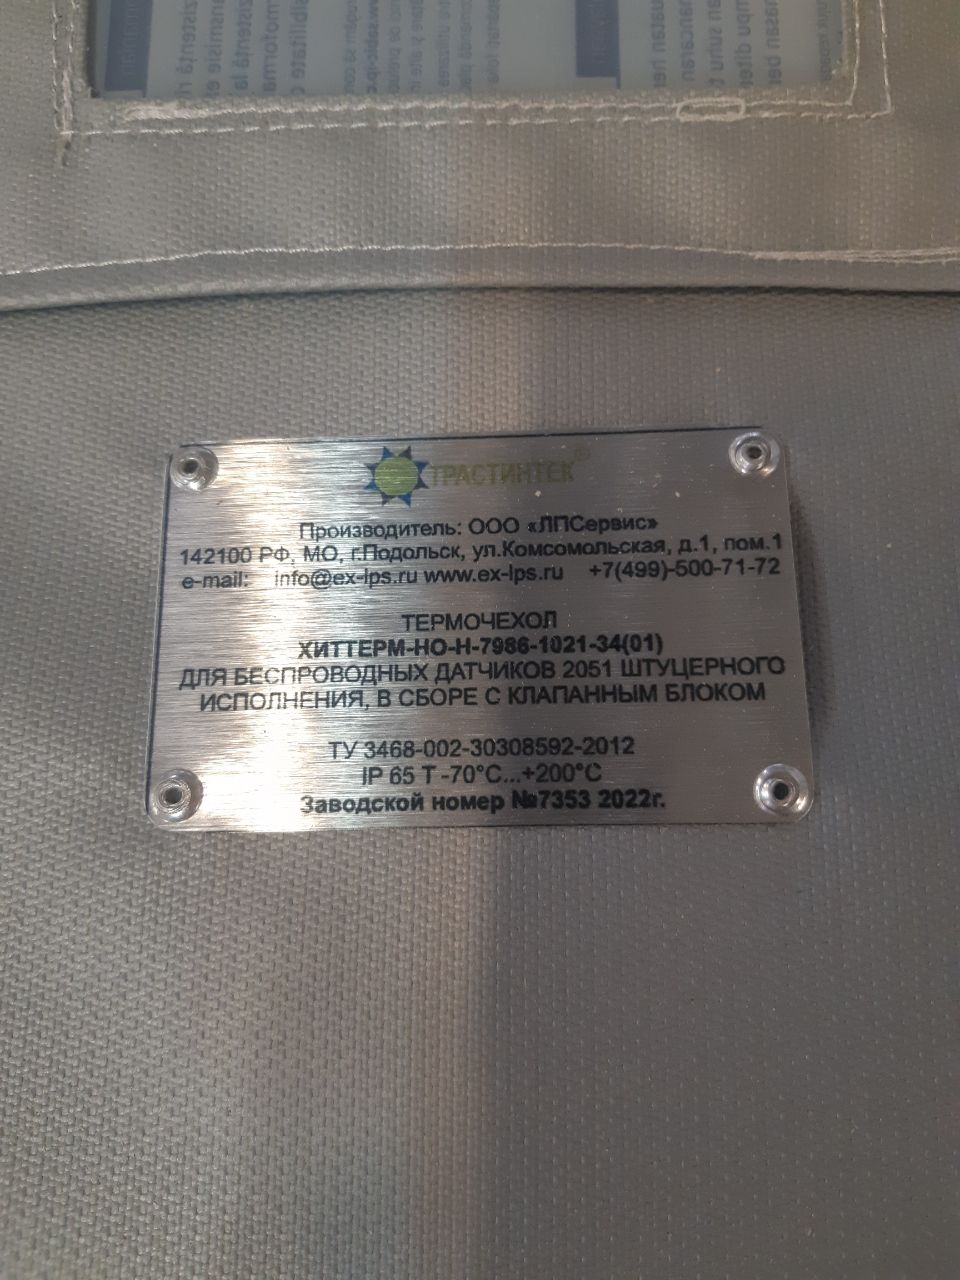 ТРАСТИНТЕК®
Производитель: ООО «ЛПСервис»
142100 РФ, МО, г.Подольск, ул.Комсомольская, д.1, пом.1
e-mail: info@ex-lps.ru www.ex-lps.ru +7(499)-500-71-72
ТЕРМОЧЕХОЛ
ХИТТЕРМ-НО-Н-7986-1021-34(01)
ДЛЯ БЕСПРОВОДНЫХ ДАТЧИКОВ 2051 ШТУЦЕРНОГО
ИСПОЛНЕНИЯ, В СБОРЕ С КЛАПАННЫМ БЛОКОМ
ТУ 3468-002-30308592-2012
IP 65 T -70°C...+200°C
Заводской номер №7353 2022г.